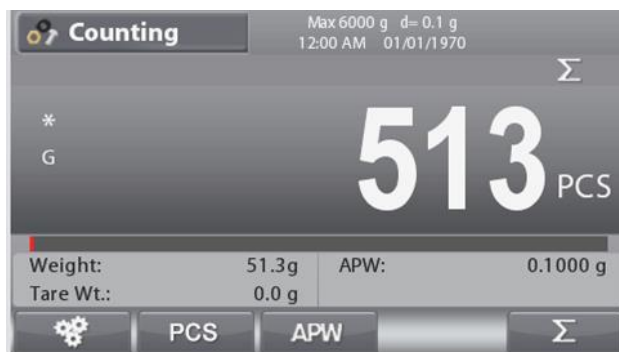 Counting
Max 6000 g d= 0.1 g
12:00 AM 01/01/1970
Σ
*
G
513 PCS
Weight: 51.3g APW: 0.1000 g
Tare Wt.: 0.0 g
PCS APW Σ